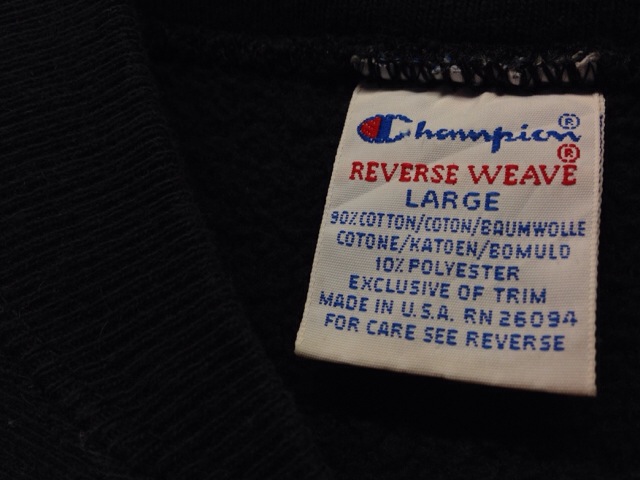 Champion®
REVERSE WEAVE®
LARGE
90% COTTON/COTON/BAUMWOLLE
COTONE/KATOEN/BOMULD
10% POLYESTER
EXCLUSIVE OF TRIM
MADE IN U.S.A. RN 26094
FOR CARE SEE REVERSE